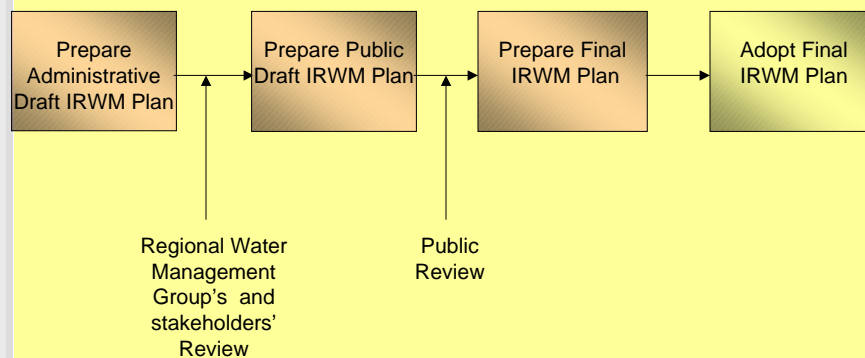 Prepare
Administrative
Draft IRWM Plan
Prepare Public
Draft IRWM Plan
Prepare Final
IRWM Plan
Adopt Final
IRWM Plan
Regional Water
Management
Group's and
stakeholders'
Review
Public
Review